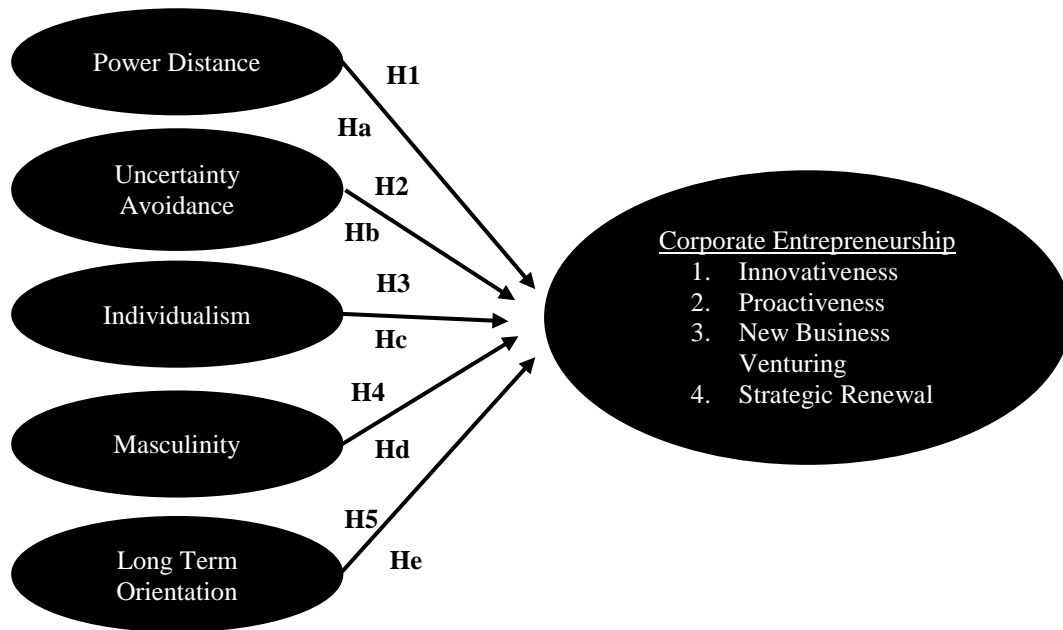 Power Distance
H1
Ha
Uncertainty
Avoidance
H2
Hb
Individualism
H3
Hc
Masculinity
H4
Hd
Long Term
Orientation
H5
He
Corporate Entrepreneurship
1. Innovativeness
2. Proactiveness
3. New Business
Venturing
4. Strategic Renewal